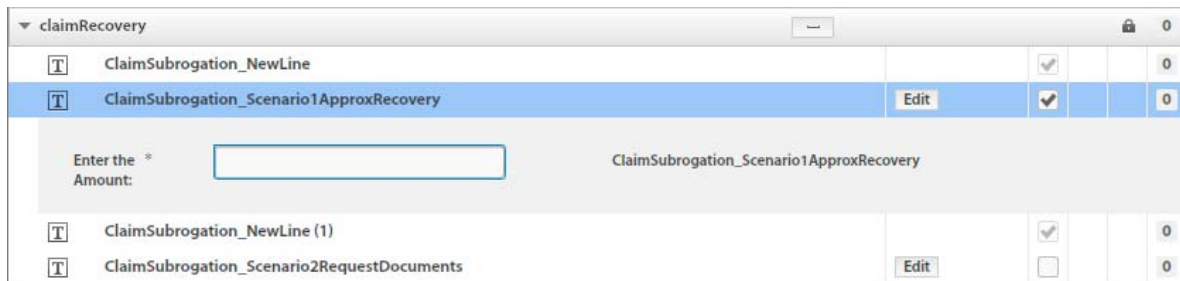 claimRecovery 0
T ClaimSubrogation_NewLine 0
T ClaimSubrogation_Scenario1ApproxRecovery Edit 0
Enter the * ClaimSubrogation_Scenario1ApproxRecovery
Amount:
T ClaimSubrogation_NewLine (1) 0
T ClaimSubrogation_Scenario2RequestDocuments Edit 0